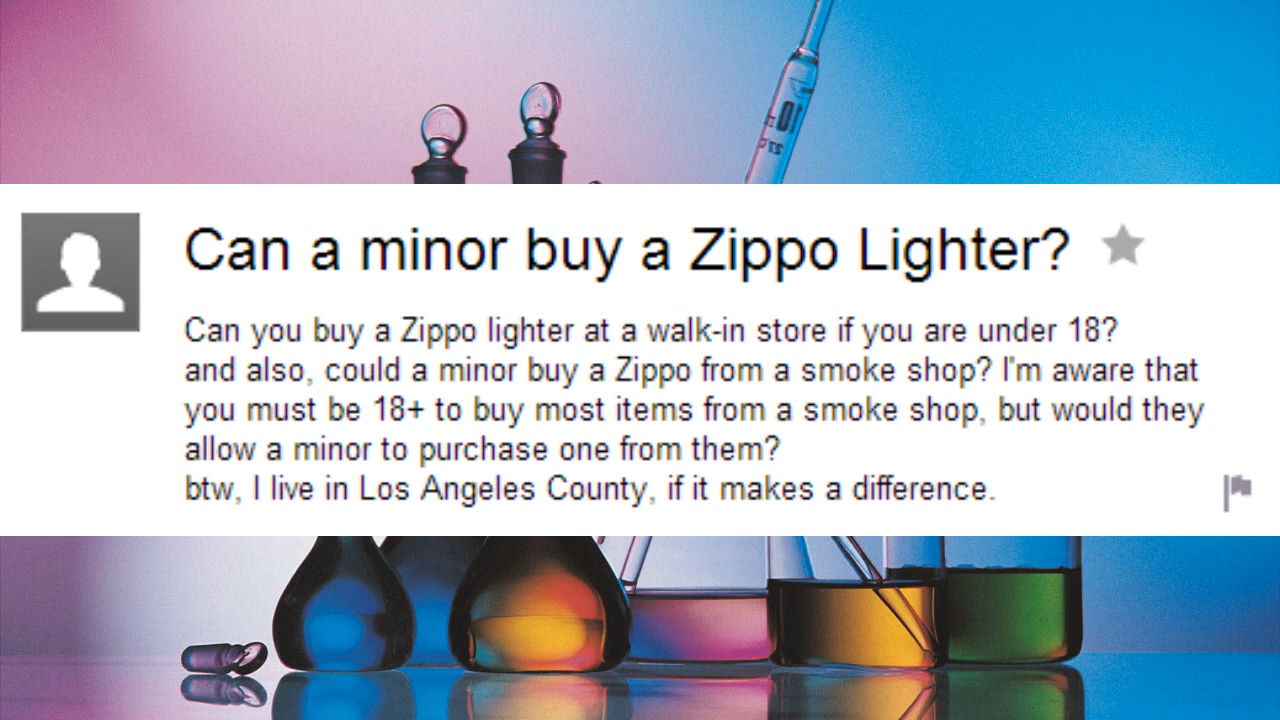 Can a minor buy a Zippo Lighter?
Can you buy a Zippo lighter at a walk-in store if you are under 18?
and also, could a minor buy a Zippo from a smoke shop? I'm aware that
you must be 18+ to buy most items from a smoke shop, but would they
allow a minor to purchase one from them?
btw, I live in Los Angeles County, if it makes a difference.